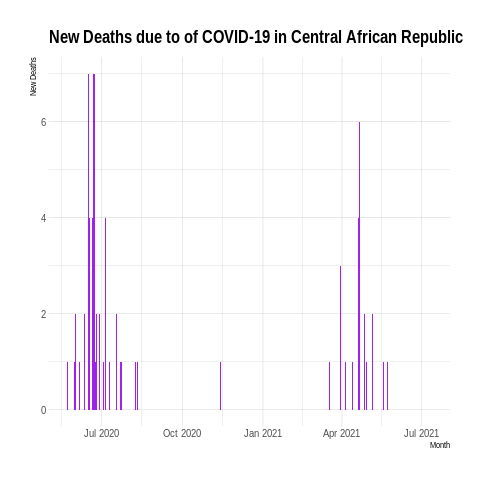 New Deaths due to of COVID-19 in Central African Republic
New Deaths
6
4
2
0
Jul 2020 Oct 2020 Jan 2021 Apr 2021 Jul 2021
Month